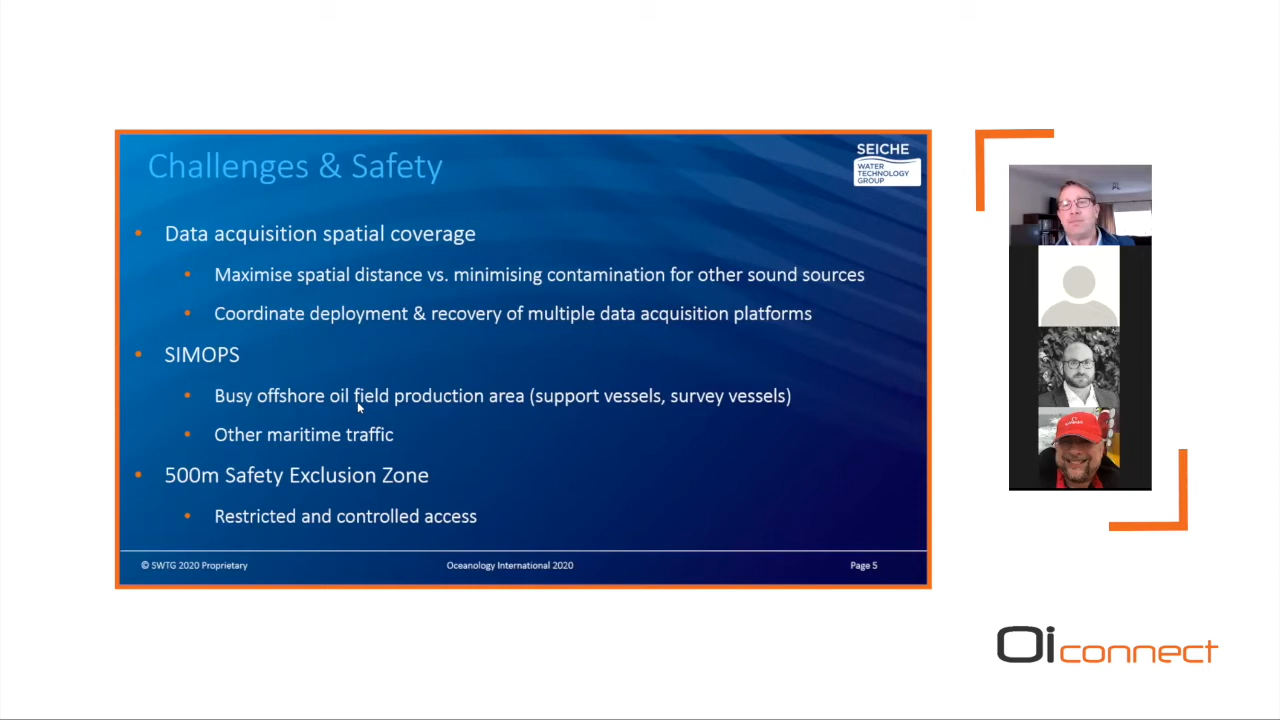 Challenges & Safety
SEICHE
WATER
TECHNOLOGY
GROUP
Data acquisition spatial coverage
Maximise spatial distance vs. minimising contamination for other sound sources
Coordinate deployment & recovery of multiple data acquisition platforms
SIMOPS
Busy offshore oil field production area (support vessels, survey vessels)
Other maritime traffic
500m Safety Exclusion Zone
Restricted and controlled access
© SWTG 2020 Proprietary
Oceanology International 2020
Page 5
Oi connect